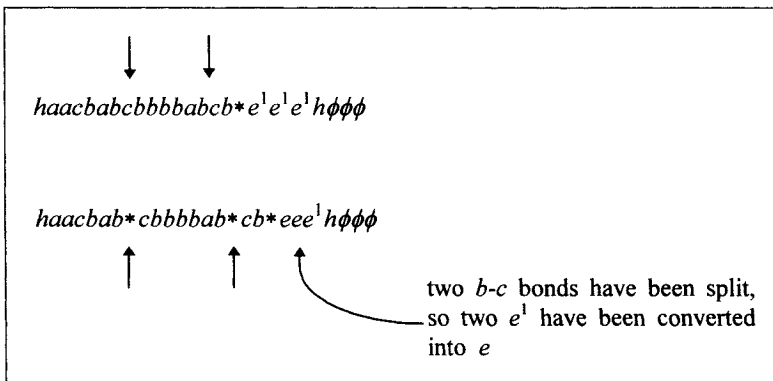 haacbabcbbbbabcb*e¹e¹e¹hϕϕϕ
haacbab*cbbbbab*cb*eee¹hϕϕϕ
two b-c bonds have been split,
so two e¹ have been converted
into e